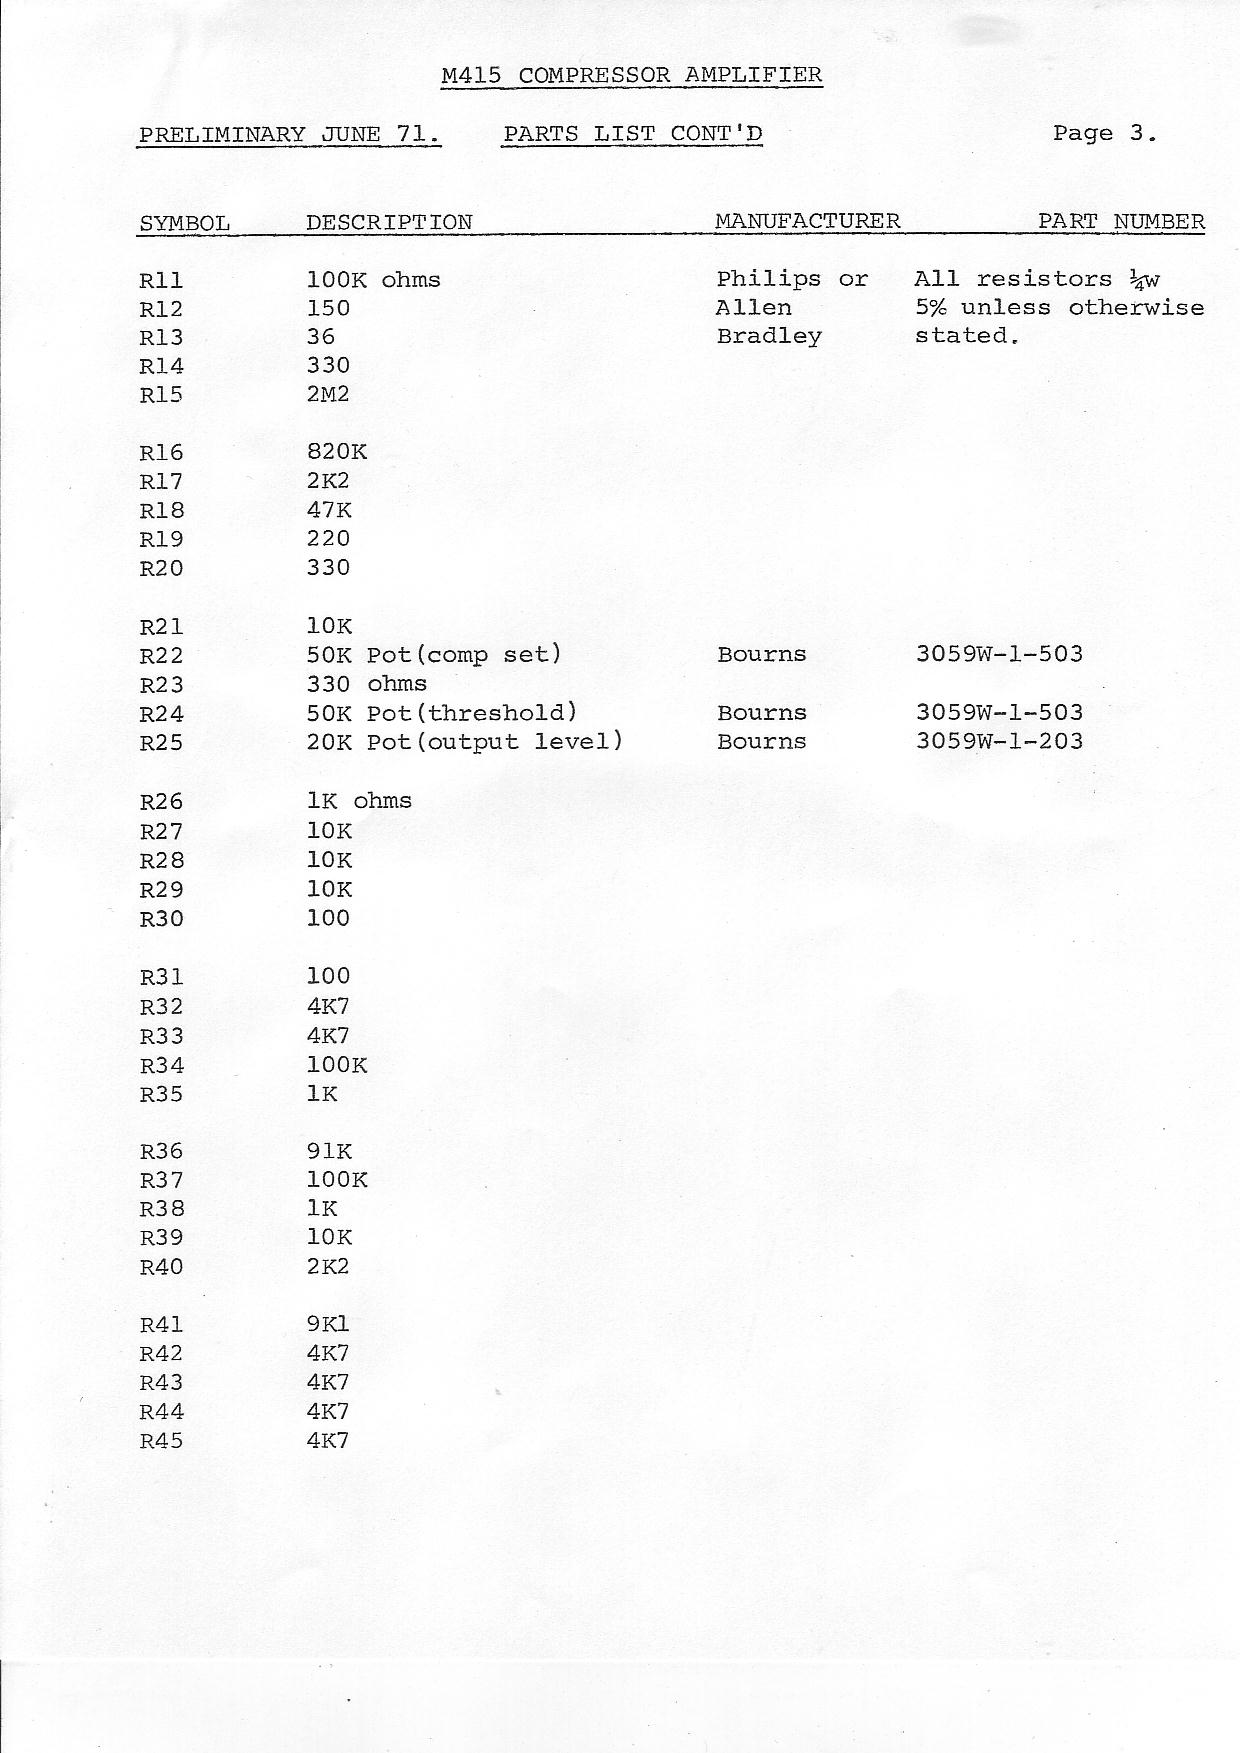 M415 COMPRESSOR AMPLIFIER
PRELIMINARY JUNE 71. PARTS LIST CONT'D Page 3.
SYMBOL DESCRIPTION MANUFACTURER PART NUMBER
R11 100K ohms Philips or All resistors ¼w
R12 150 Allen 5% unless otherwise
R13 36 Bradley stated.
R14 330
R15 2M2
R16 820K
R17 2K2
R18 47K
R19 220
R20 330
R21 10K
R22 50K Pot(comp set) Bourns 3059W-1-503
R23 330 ohms
R24 50K Pot(threshold) Bourns 3059W-1-503
R25 20K Pot(output level) Bourns 3059W-1-203
R26 1K ohms
R27 10K
R28 10K
R29 10K
R30 100
R31 100
R32 4K7
R33 4K7
R34 100K
R35 1K
R36 91K
R37 100K
R38 1K
R39 10K
R40 2K2
R41 9K1
R42 4K7
R43 4K7
R44 4K7
R45 4K7